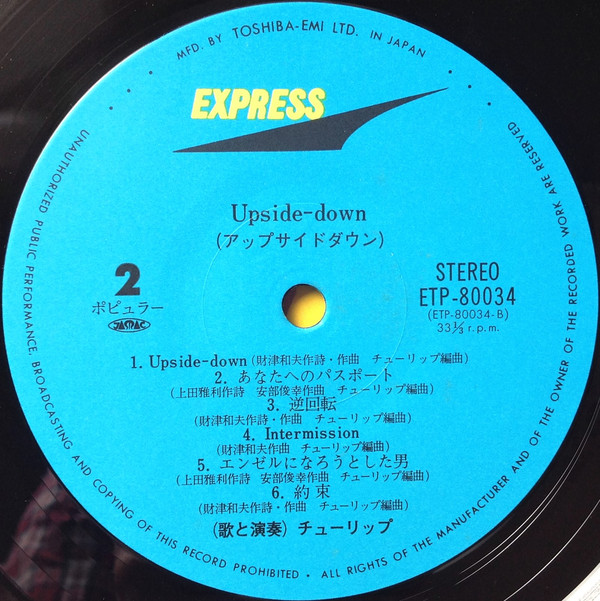 MFD. BY TOSHIBA-EMI LTD. IN JAPAN
EXPRESS
Upside-down
(アップサイドダウン)
2
ポピュラー
JASRAC
STEREO
ETP-80034
(ETP-80034-B)
33⅓ r.p.m.
1. Upside-down (財津和夫作詩・作曲 チューリップ編曲)
2. あなたへのパスポート
(上田雅利作詩 安部俊幸作曲 チューリップ編曲)
3. 逆回転
(財津和夫作詩・作曲 チューリップ編曲)
4. Intermission
(財津和夫作曲 チューリップ編曲)
5. エンゼルになろうとした男
(上田雅利作詩 安部俊幸作曲 チューリップ編曲)
6. 約束
(財津和夫作詩・作曲 チューリップ編曲)
(歌と演奏) チューリップ
UNAUTHORIZED PUBLIC PERFORMANCE, BROADCASTING AND COPYING OF THIS RECORD PROHIBITED • ALL RIGHTS OF THE MANUFACTURER AND OF THE OWNER OF THE RECORDED WORK ARE RESERVED